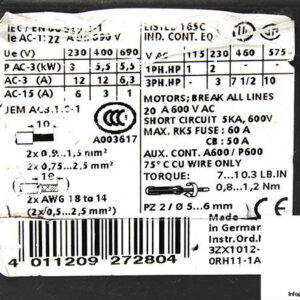 IEC / EN 60 947-4-1
Ie AC-1: 22 A UP 690 V
Ue (V) 230 400 690
P AC-3 (kW) 3 5,5 5,5
AC-3 (A) 12 12 6,3
AC-15 (A) 6 3 1
JEM
10
CCC
A003617
2x 0,5...1,5 mm²
2x 0,75...2,5 mm²
10
2x AWG 18 to 14
(2x 0,5...2,5 mm²)
4 011209 272804
LISTED 165C
IND. CONT. EQ
V AC 115 230 460 575
1PH.HP 2
3PH.HP - 3 7 1/2 10
MOTORS; BREAK ALL LINES
20 A 600 V AC
SHORT CIRCUIT 5KA, 600V
MAX. RK5 FUSE : 60 A
CB : 50 A
AUX. CONT. A600 / P600
75° C CU WIRE ONLY
TORQUE: 7...10.3 LB.IN
0,8...1,2 Nm
PZ 2 / Ø 5...6 mm
Made
in German
Instr.Ord.
3ZX1012-
0RH11-1A